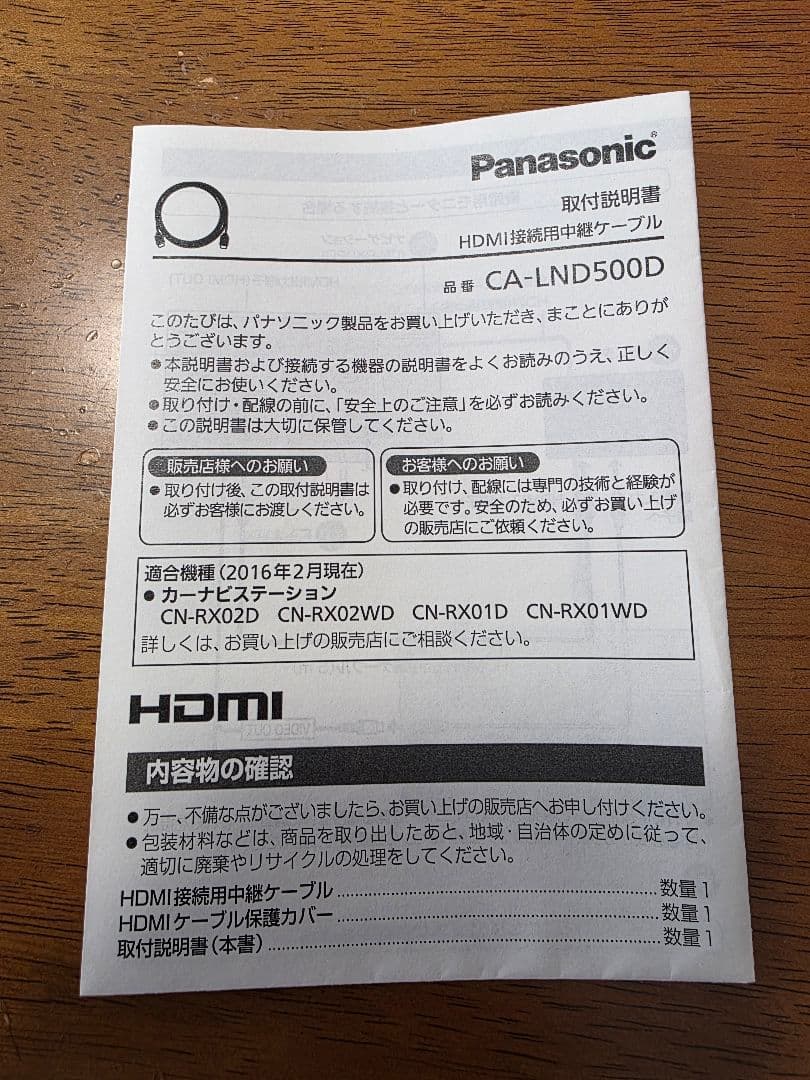 Panasonic®
取付説明書
HDMI接続用中継ケーブル
品番 CA-LND500D
このたびは、パナソニック製品をお買い上げいただき、まことにありが
とうございます。
●本説明書および接続する機器の説明書をよくお読みのうえ、正しく
安全にお使いください。
●取り付け・配線の前に、「安全上のご注意」を必ずお読みください。
●この説明書は大切に保管してください。
販売店様へのお願い
●取り付け後、この取付説明書は
必ずお客様にお渡しください。
お客様へのお願い
●取り付け、配線には専門の技術と経験が
必要です。安全のため、必ずお買い上げ
の販売店にご依頼ください。
適合機種(2016年2月現在)
●カーナビステーション
CN-RX02D CN-RX02WD CN-RX01D CN-RX01WD
詳しくは、お買い上げの販売店にご相談ください。
HDMI
内容物の確認
●万一、不備な点がございましたら、お買い上げの販売店へお申し付けください。
●包装材料などは、商品を取り出したあと、地域・自治体の定めに従って、
適切に廃棄やリサイクルの処理をしてください。
HDMI接続用中継ケーブル 数量1
HDMIケーブル保護カバー 数量1
取付説明書(本書) 数量1